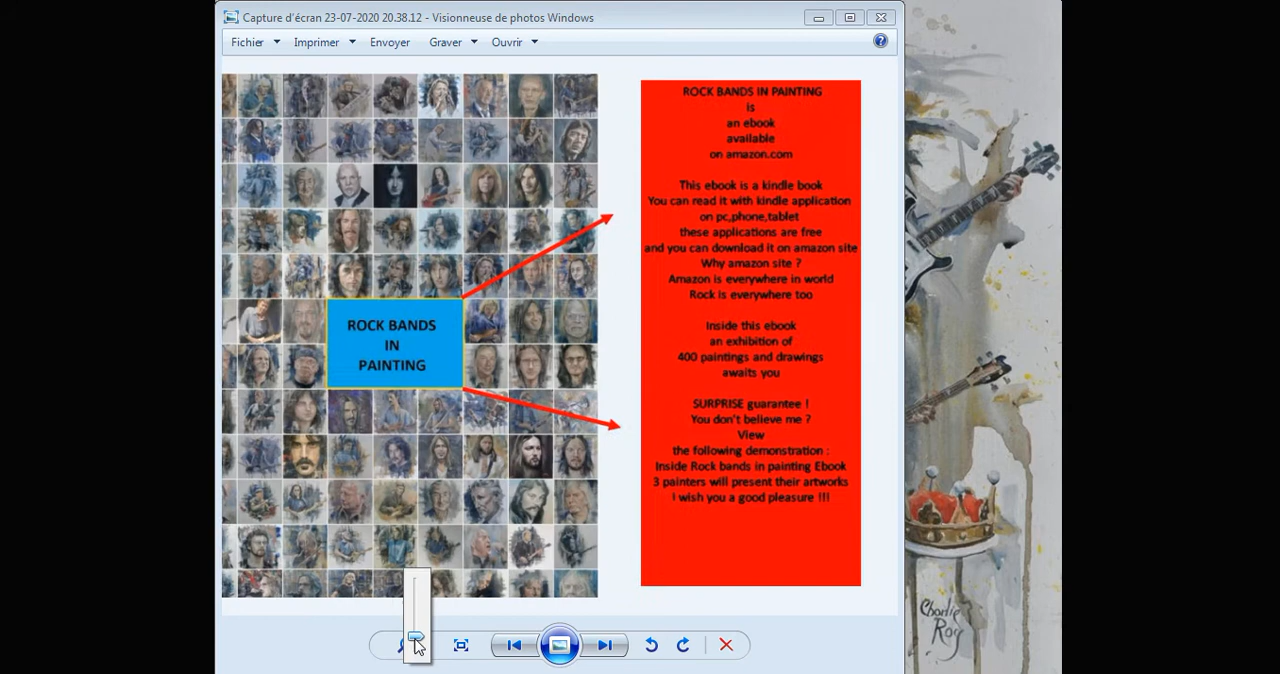 Capture d'écran 23-07-2020 20.38.12 - Visionneuse de photos Windows
Fichier Imprimer Envoyer Graver Ouvrir
ROCK BANDS
IN
PAINTING
ROCK BANDS IN PAINTING
is
an ebook
available
on amazon.com
This ebook is a kindle book
You can read it with kindle application
on pc,phone,tablet
these applications are free
and you can download it on amazon site
Why amazon site ?
Amazon is everywhere in world
Rock is everywhere too
Inside this ebook
an exhibition of
400 paintings and drawings
awaits you
SURPRISE guarantee !
You don't believe me ?
View
the following demonstration :
Inside Rock bands in painting Ebook
3 painters will present their artworks
I wish you a good pleasure !!!
Charlie
Roy